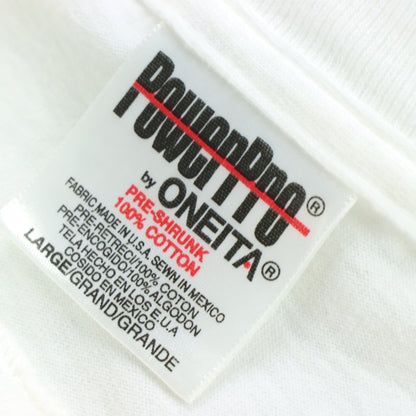 PowerPro®
by ONEITA®
PRE-SHRUNK
100% COTTON
FABRIC MADE IN U.S.A. SEWN IN MEXICO
PRE-RETRECI/100% COTON
PRE-ENCOGIDO/100% ALGODON
TELA HECHO EN LOS E.U.A
COSIDO EN MEXICO
LARGE/GRAND/GRANDE